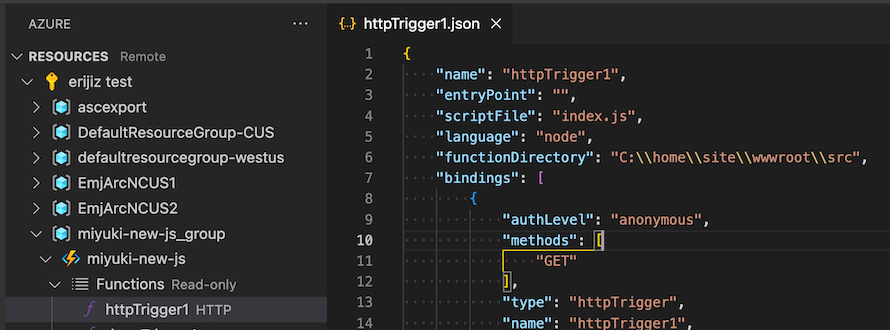 AZURE ···
RESOURCES Remote
erijiz test
ascexport
DefaultResourceGroup-CUS
defaultresourcegroup-westus
EmjArcNCUS1
EmjArcNCUS2
miyuki-new-js_group
miyuki-new-js
Functions Read-only
httpTrigger1 HTTP
{..} httpTrigger1.json ×
1 {
2 "name": "httpTrigger1",
3 "entryPoint": "",
4 "scriptFile": "index.js",
5 "language": "node",
6 "functionDirectory": "C:\\home\\site\\wwwroot\\src",
7 "bindings": [
8 {
9 "authLevel": "anonymous",
10 "methods": [
11 "GET"
12 ],
13 "type": "httpTrigger",
14 "name": "httpTrigger1",